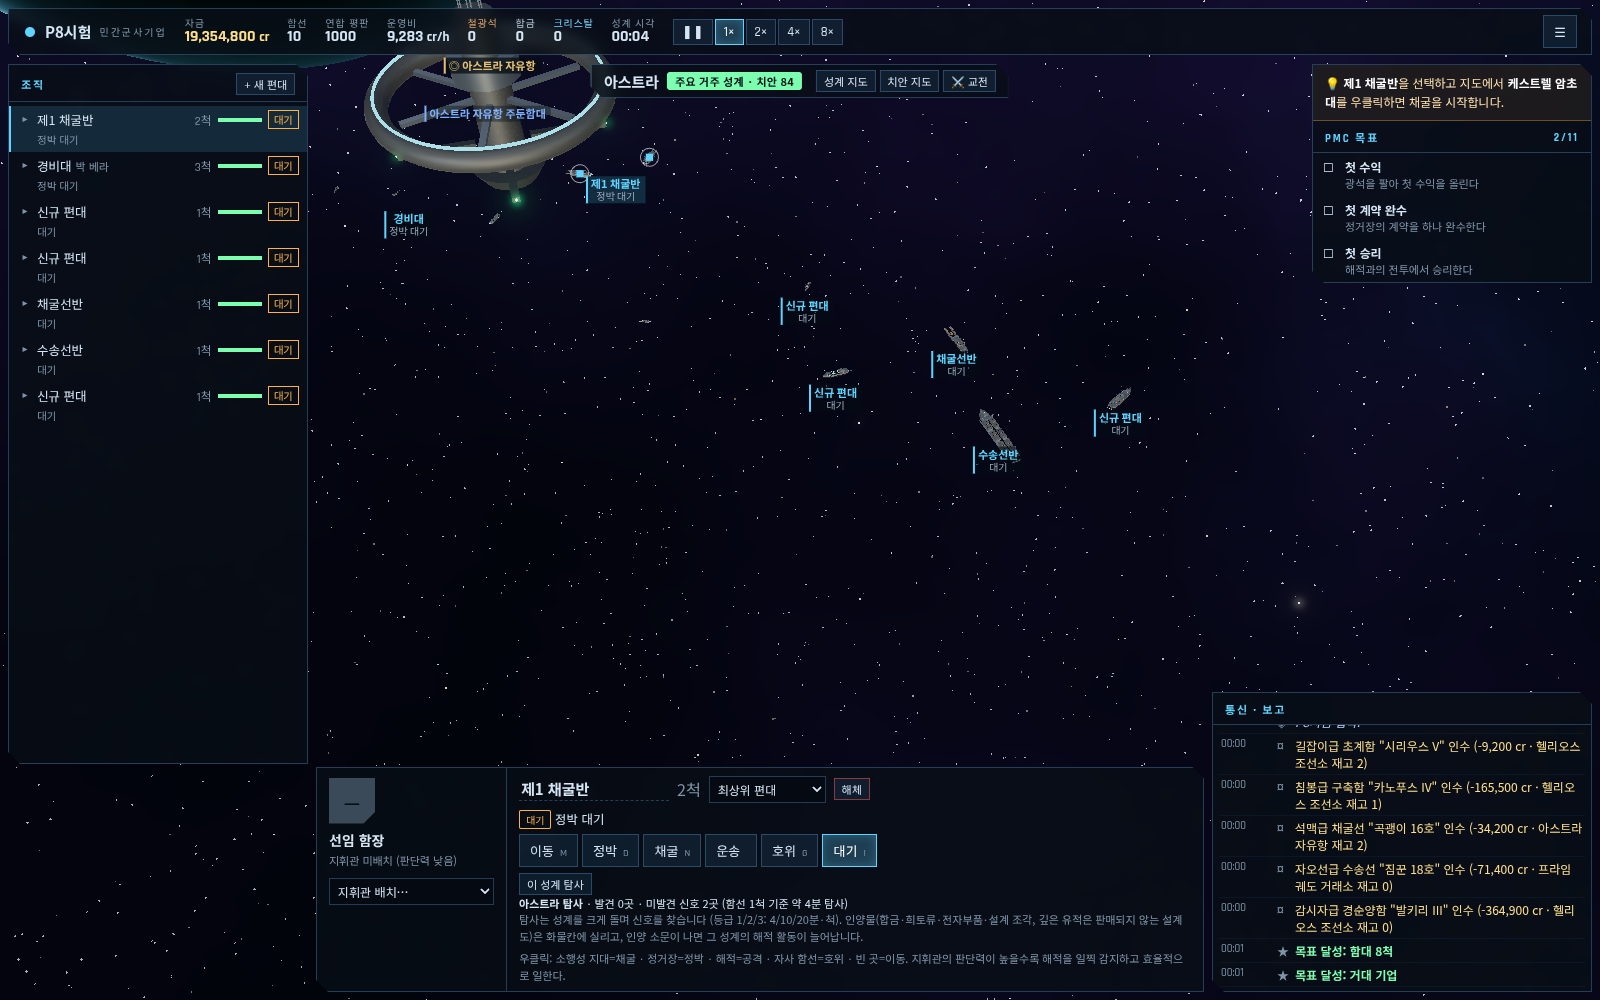 P8시험 민간군사기업
자금
19,354,800 cr
함선
10
연합 평판
1000
운영비
9,283 cr/h
철광석
0
합금
0
크리스탈
0
성계 시각
00:04
❚❚ 1× 2× 4× 8×
☰
조직
+ 새 편대
▸ 제1 채굴반 2척 대기
정박 대기
▸ 경비대 박 베라 3척 대기
정박 대기
▸ 신규 편대 1척 대기
대기
▸ 신규 편대 1척 대기
대기
▸ 채굴선반 1척 대기
대기
▸ 수송선반 1척 대기
대기
▸ 신규 편대 1척 대기
대기
◎ 아스트라 자유항
아스트라 자유항 주둔함대
아스트라 주요 거주 성계 · 치안 84 성계 지도 치안 지도 ⚔ 교전
제1 채굴반
정박 대기
경비대
정박 대기
신규 편대
대기
채굴선반
대기
신규 편대
대기
신규 편대
대기
수송선반
대기
💡 제1 채굴반을 선택하고 지도에서 케스트렐 암초
대를 우클릭하면 채굴을 시작합니다.
PMC 목표 2/11
☐ 첫 수익
광석을 팔아 첫 수익을 올린다
☐ 첫 계약 완수
정거장의 계약을 하나 완수한다
☐ 첫 승리
해적과의 전투에서 승리한다
—
선임 함장
지휘관 미배치 (판단력 낮음)
지휘관 배치…
제1 채굴반 2척 최상위 편대 해체
대기 정박 대기
이동 M 정박 D 채굴 N 운송 호위 G 대기 I
이 성계 탐사
아스트라 탐사 · 발견 0곳 · 미발견 신호 2곳 (함선 1척 기준 약 4분 탐사)
탐사는 성계를 크게 돌며 신호를 찾습니다 (등급 1/2/3: 4/10/20분·척). 인양물(합금·희토류·전자부품·설계 조각, 깊은 유적은 판매되지 않는 설계
도)은 화물칸에 실리고, 인양 소문이 나면 그 성계의 해적 활동이 늘어납니다.
우클릭: 소행성 지대=채굴 · 정거장=정박 · 해적=공격 · 자사 함선=호위 · 빈 곳=이동. 지휘관의 판단력이 높을수록 해적을 일찍 감지하고 효율적으
로 일한다.
통신 · 보고
00:00 ¤ 길잡이급 초계함 "시리우스 V" 인수 (-9,200 cr · 헬리오스
조선소 재고 2)
00:00 ¤ 침봉급 구축함 "카노푸스 IV" 인수 (-165,500 cr · 헬리오
스 조선소 재고 1)
00:00 ¤ 석맥급 채굴선 "곡괭이 16호" 인수 (-34,200 cr · 아스트라
자유항 재고 2)
00:00 ¤ 자오선급 수송선 "짐꾼 18호" 인수 (-71,400 cr · 프라임
궤도 거래소 재고 0)
00:00 ¤ 감시자급 경순양함 "발키리 III" 인수 (-364,900 cr · 헬리
오스 조선소 재고 0)
00:01 ★ 목표 달성: 함대 8척
00:01 ★ 목표 달성: 거대 기업